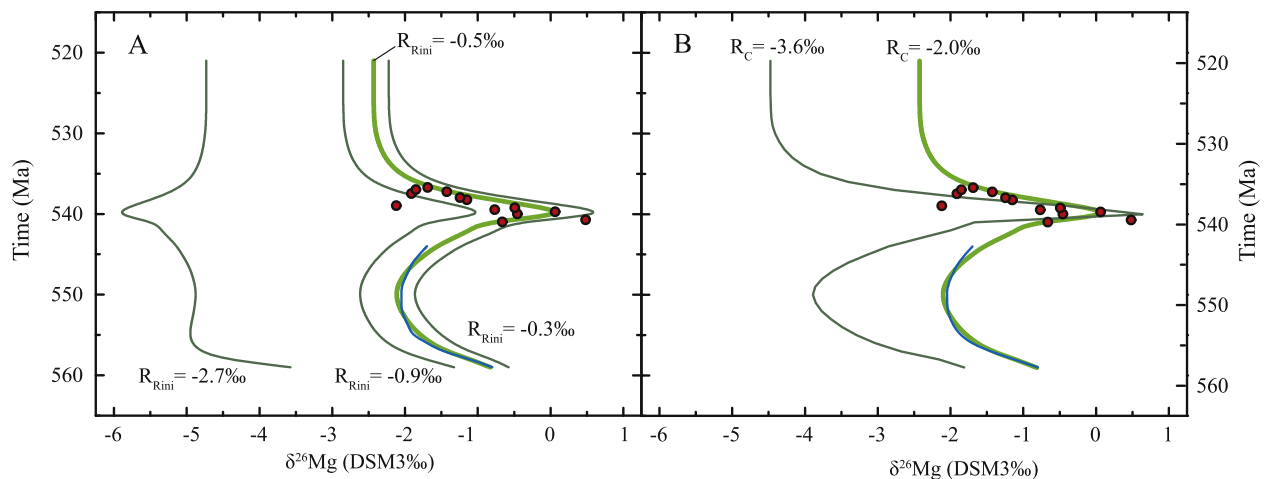 A
R_Rini= -0.5‰
B
R_C= -3.6‰
R_C= -2.0‰
520
530
540
550
560
Time (Ma)
R_Rini= -0.3‰
R_Rini= -2.7‰
R_Rini= -0.9‰
520
530
540
550
560
Time (Ma)
-6 -5 -4 -3 -2 -1 0 1
-6 -5 -4 -3 -2 -1 0 1
δ²⁶Mg (DSM3‰)
δ²⁶Mg (DSM3‰)